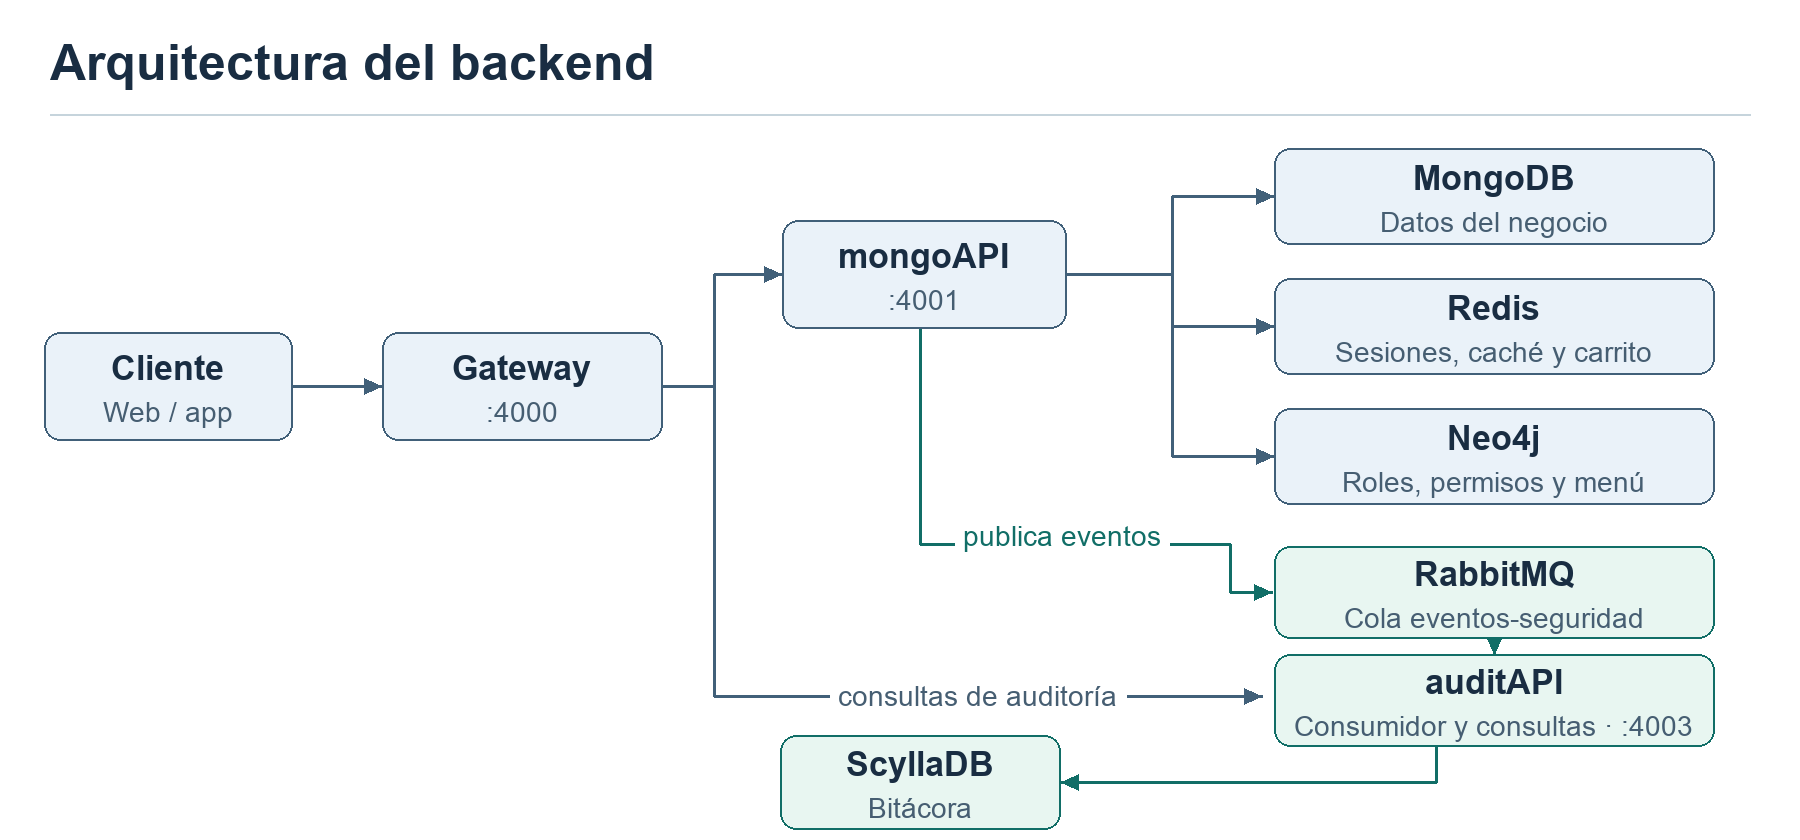 Arquitectura del backend
MongoDB
Datos del negocio
mongoAPI
:4001
Redis
Sesiones, caché y carrito
Cliente
Web / app
Gateway
:4000
Neo4j
Roles, permisos y menú
publica eventos
RabbitMQ
Cola eventos-seguridad
consultas de auditoría
auditAPI
Consumidor y consultas · :4003
ScyllaDB
Bitácora